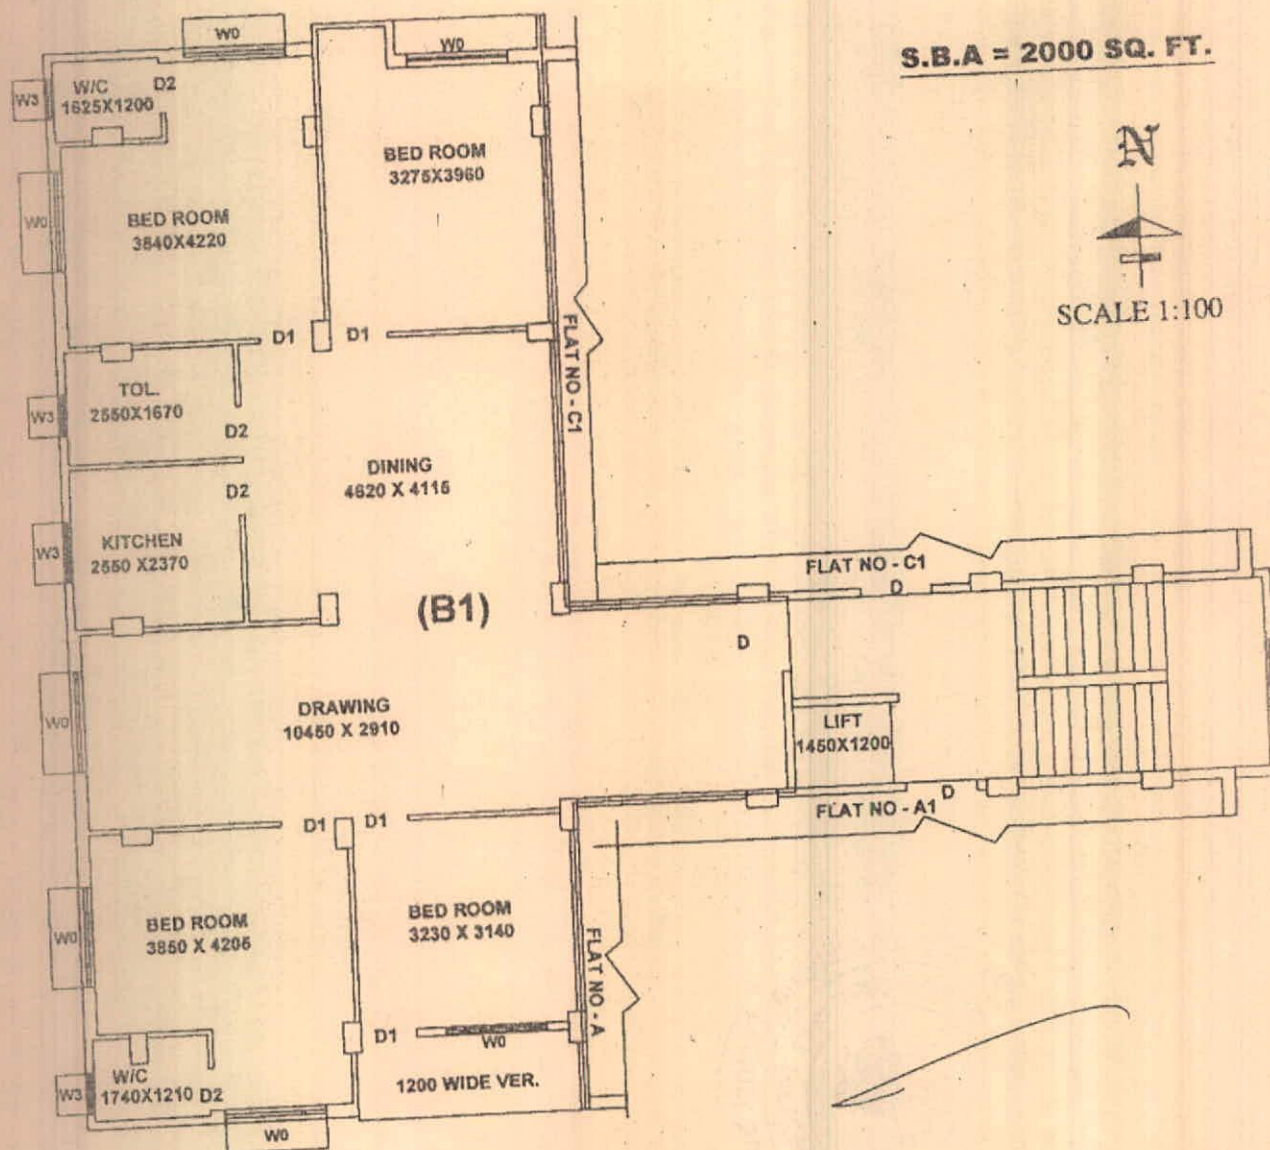 S.B.A = 2000 SQ. FT.
N
SCALE 1:100
W0
W0
W3
W/C
1625X1200
D2
BED ROOM
3275X3960
W0
BED ROOM
3840X4220
D1
D1
FLAT NO - C1
TOL.
2550X1670
W3
D2
DINING
4620 X 4115
D2
W3
KITCHEN
2550 X2370
(B1)
FLAT NO - C1
D
D
W0
DRAWING
10450 X 2910
LIFT
1450X1200
D
FLAT NO - A1
D1
D1
W0
BED ROOM
3850 X 4205
BED ROOM
3230 X 3140
FLAT NO - A
D1
W0
W3
W/C
1740X1210
D2
1200 WIDE VER.
W0